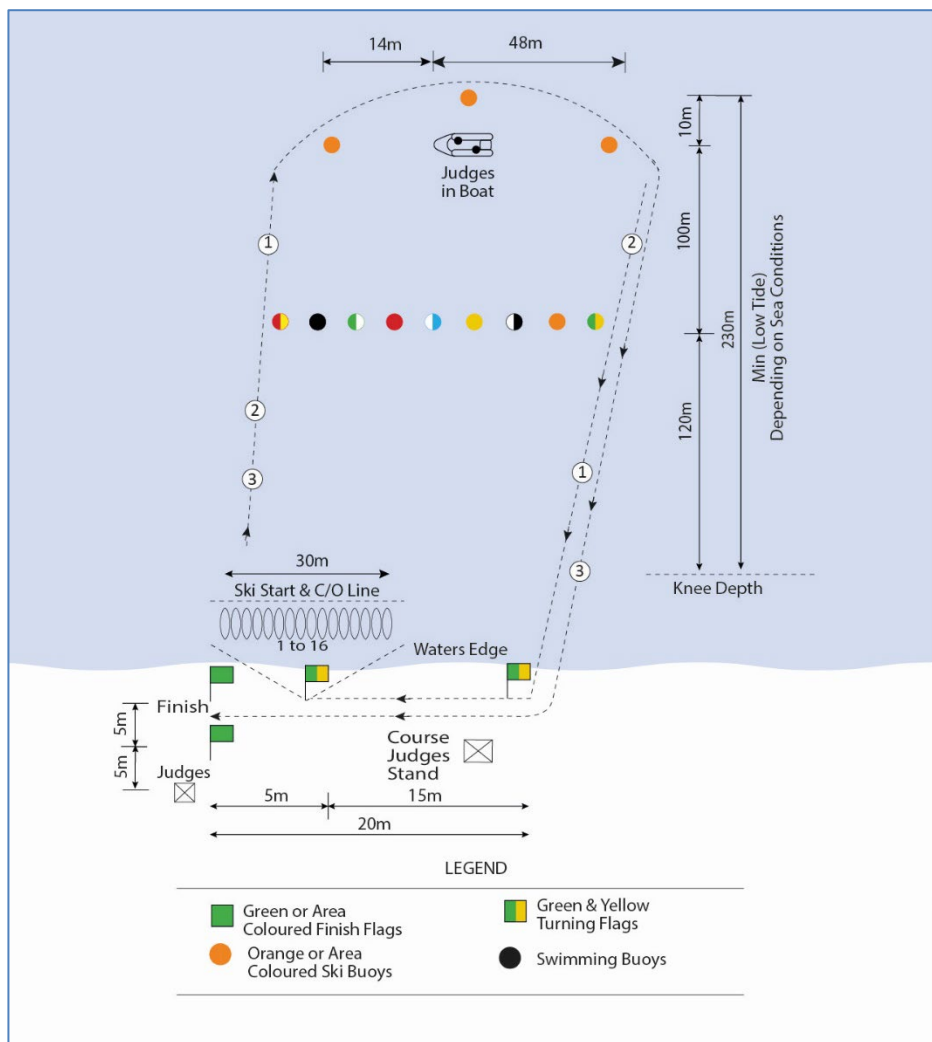 14m
48m
10m
Judges
in Boat
1
2
100m
230m
Min (Low Tide)
Depending on Sea Conditions
2
120m
1
3
3
30m
Ski Start & C/O Line
Knee Depth
1 to 16
Waters Edge
Finish
5m
Course
Judges
Stand
5m
Judges
5m
15m
20m
LEGEND
Green or Area
Coloured Finish Flags
Green & Yellow
Turning Flags
Orange or Area
Coloured Ski Buoys
Swimming Buoys